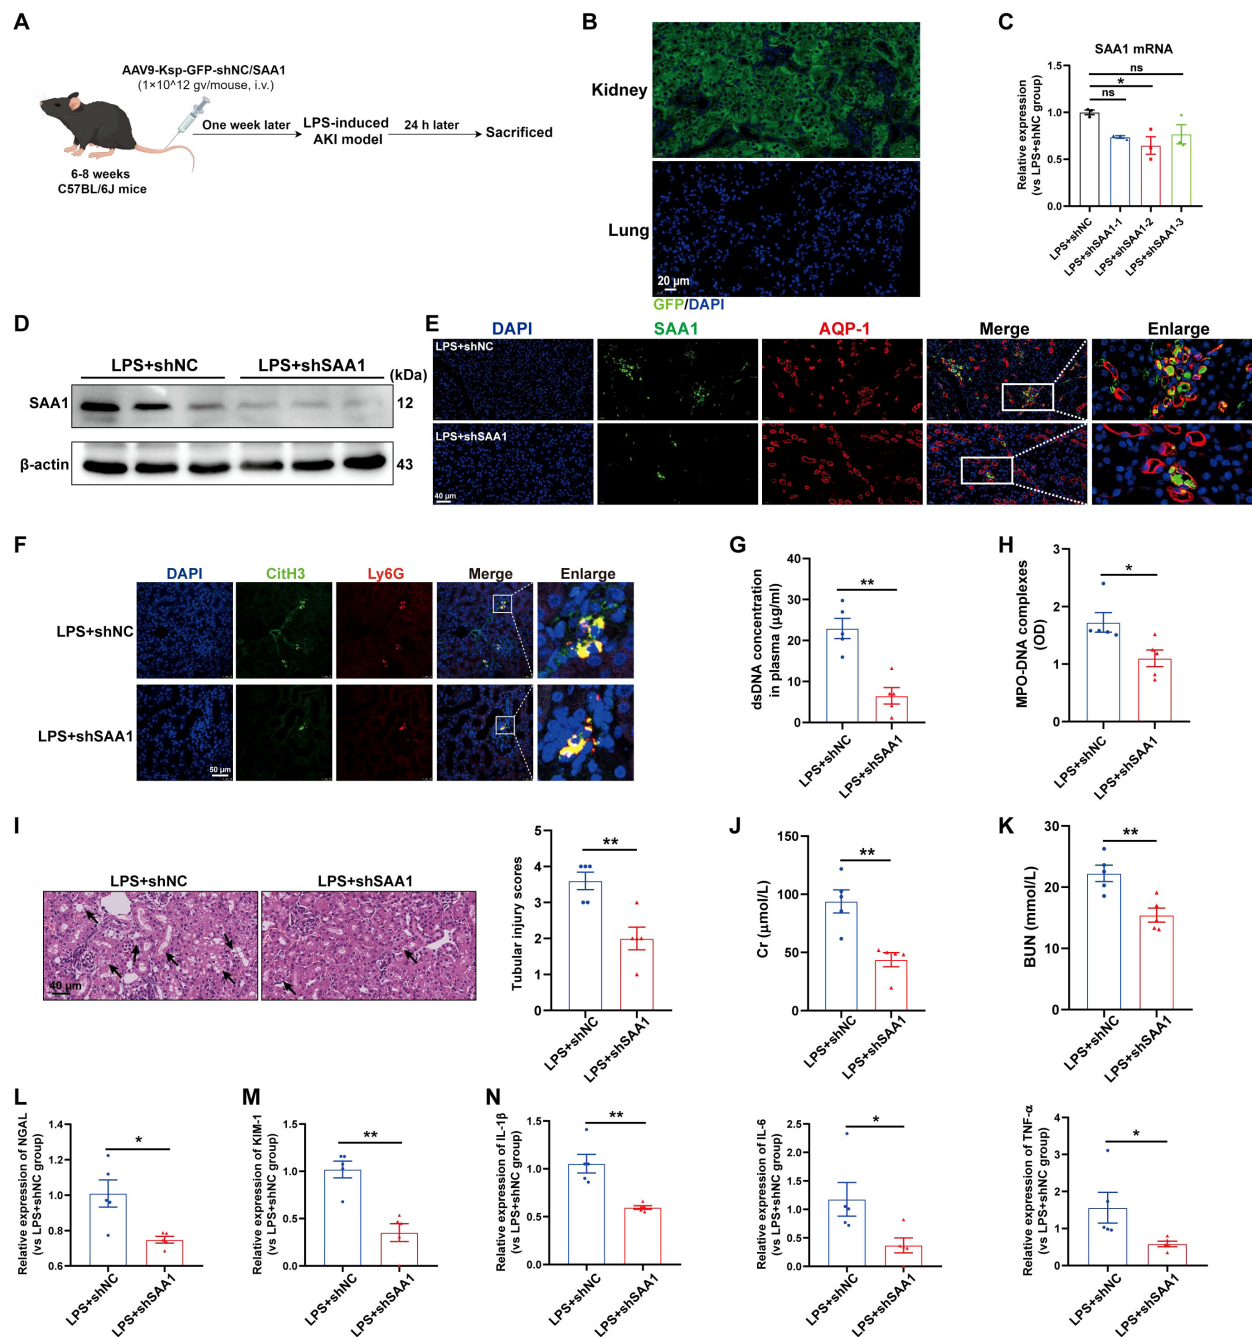 A
AAV9-Ksp-GFP-shNC/SAA1
(1×10^12 gv/mouse, i.v.)
One week later
LPS-induced
AKI model
24 h later
Sacrificed
6-8 weeks
C57BL/6J mice
B
Kidney
Lung
20 μm
GFP/DAPI
C
SAA1 mRNA
ns
*
ns
Relative expression
(vs LPS+shNC group)
1.5
1.0
0.5
0.0
LPS+shNC
LPS+shSAA1-1
LPS+shSAA1-2
LPS+shSAA1-3
D
LPS+shNC
LPS+shSAA1
(kDa)
SAA1
12
β-actin
43
E
DAPI
SAA1
AQP-1
Merge
Enlarge
LPS+shNC
LPS+shSAA1
40 μm
F
DAPI
CitH3
Ly6G
Merge
Enlarge
LPS+shNC
LPS+shSAA1
50 μm
G
dsDNA concentration
in plasma (μg/ml)
40
30
20
10
0
**
LPS+shNC
LPS+shSAA1
H
MPO-DNA complexes
(OD)
3
2
1
0
*
LPS+shNC
LPS+shSAA1
I
LPS+shNC
LPS+shSAA1
40 μm
Tubular injury scores
5
4
3
2
1
0
**
LPS+shNC
LPS+shSAA1
J
Cr (μmol/L)
150
100
50
0
**
LPS+shNC
LPS+shSAA1
K
BUN (mmol/L)
30
20
10
0
**
LPS+shNC
LPS+shSAA1
L
Relative expression of NGAL
(vs LPS+shNC group)
1.4
1.2
1.0
0.8
0.6
*
LPS+shNC
LPS+shSAA1
M
Relative expression of KIM-1
(vs LPS+shNC group)
1.5
1.0
0.5
0.0
**
LPS+shNC
LPS+shSAA1
N
Relative expression of IL-1β
(vs LPS+shNC group)
1.5
1.0
0.5
0.0
**
LPS+shNC
LPS+shSAA1
Relative expression of IL-6
(vs LPS+shNC group)
2.5
2.0
1.5
1.0
0.5
0.0
*
LPS+shNC
LPS+shSAA1
Relative expression of TNF-α
(vs LPS+shNC group)
4
3
2
1
0
*
LPS+shNC
LPS+shSAA1